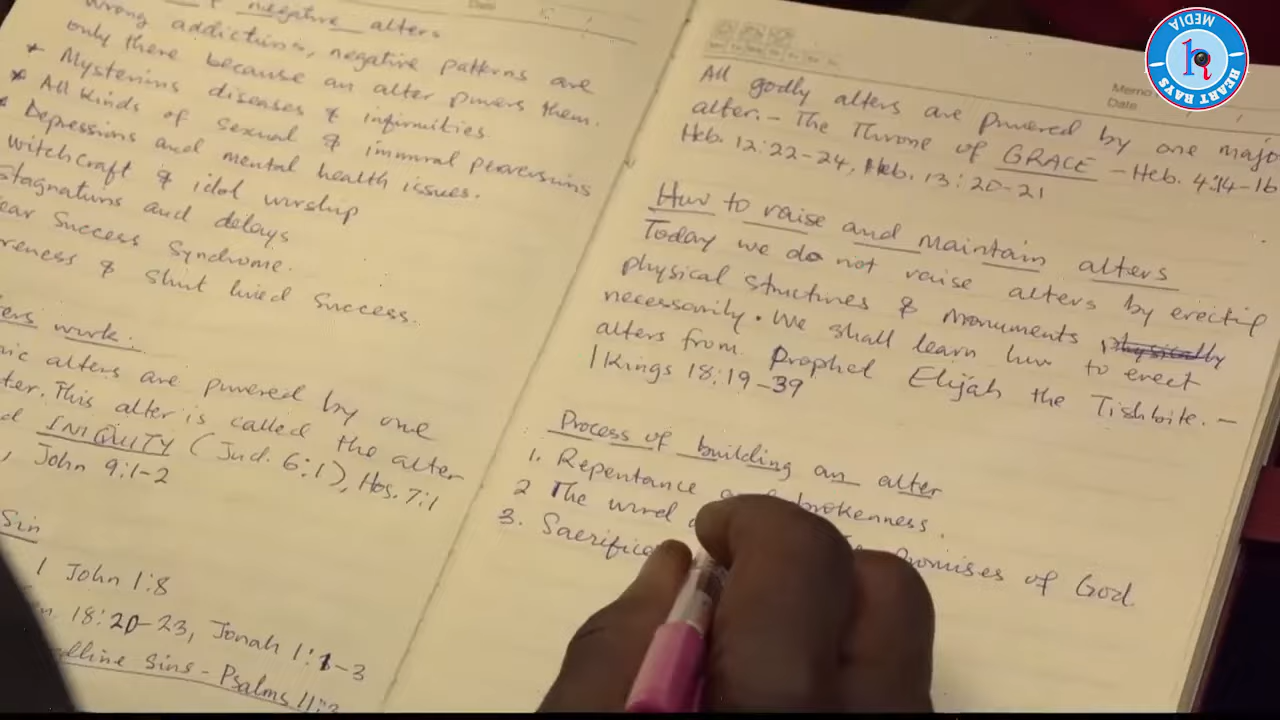 & negative alters
wrong addictions, negative patterns are
only there because an alter powers them.
* Mysterious diseases & infirmities
* All kinds of sexual & immoral perversions
* Depressions and mental health issues.
witchcraft & idol worship
stagnations and delays
Success Syndrome.
& Short lived Success.
work.
alters are powered by one
This alter is called the alter
INIQUITY (Jud. 6:1), Hos. 7:1
, John 9:1-2
Sin
1 John 1:8
18:20-23, Jonah 1:1-3
Sins - Psalms 11:3
Memo
Date
All godly alters are powered by one major
alter. - The Throne of GRACE - Heb. 4:14-16
Heb. 12:22-24, Heb. 13:20-21
How to raise and Maintain alters
Today we do not raise alters by erecting
physical structures & monuments physically
necessarily. We shall learn how to erect
alters from Prophet Elijah the Tishbite. -
1 Kings 18:19-39
Process of building an alter
1. Repentance and brokenness.
2 The word promises of God.
3. Sacrifice
HEART RAYS MEDIA